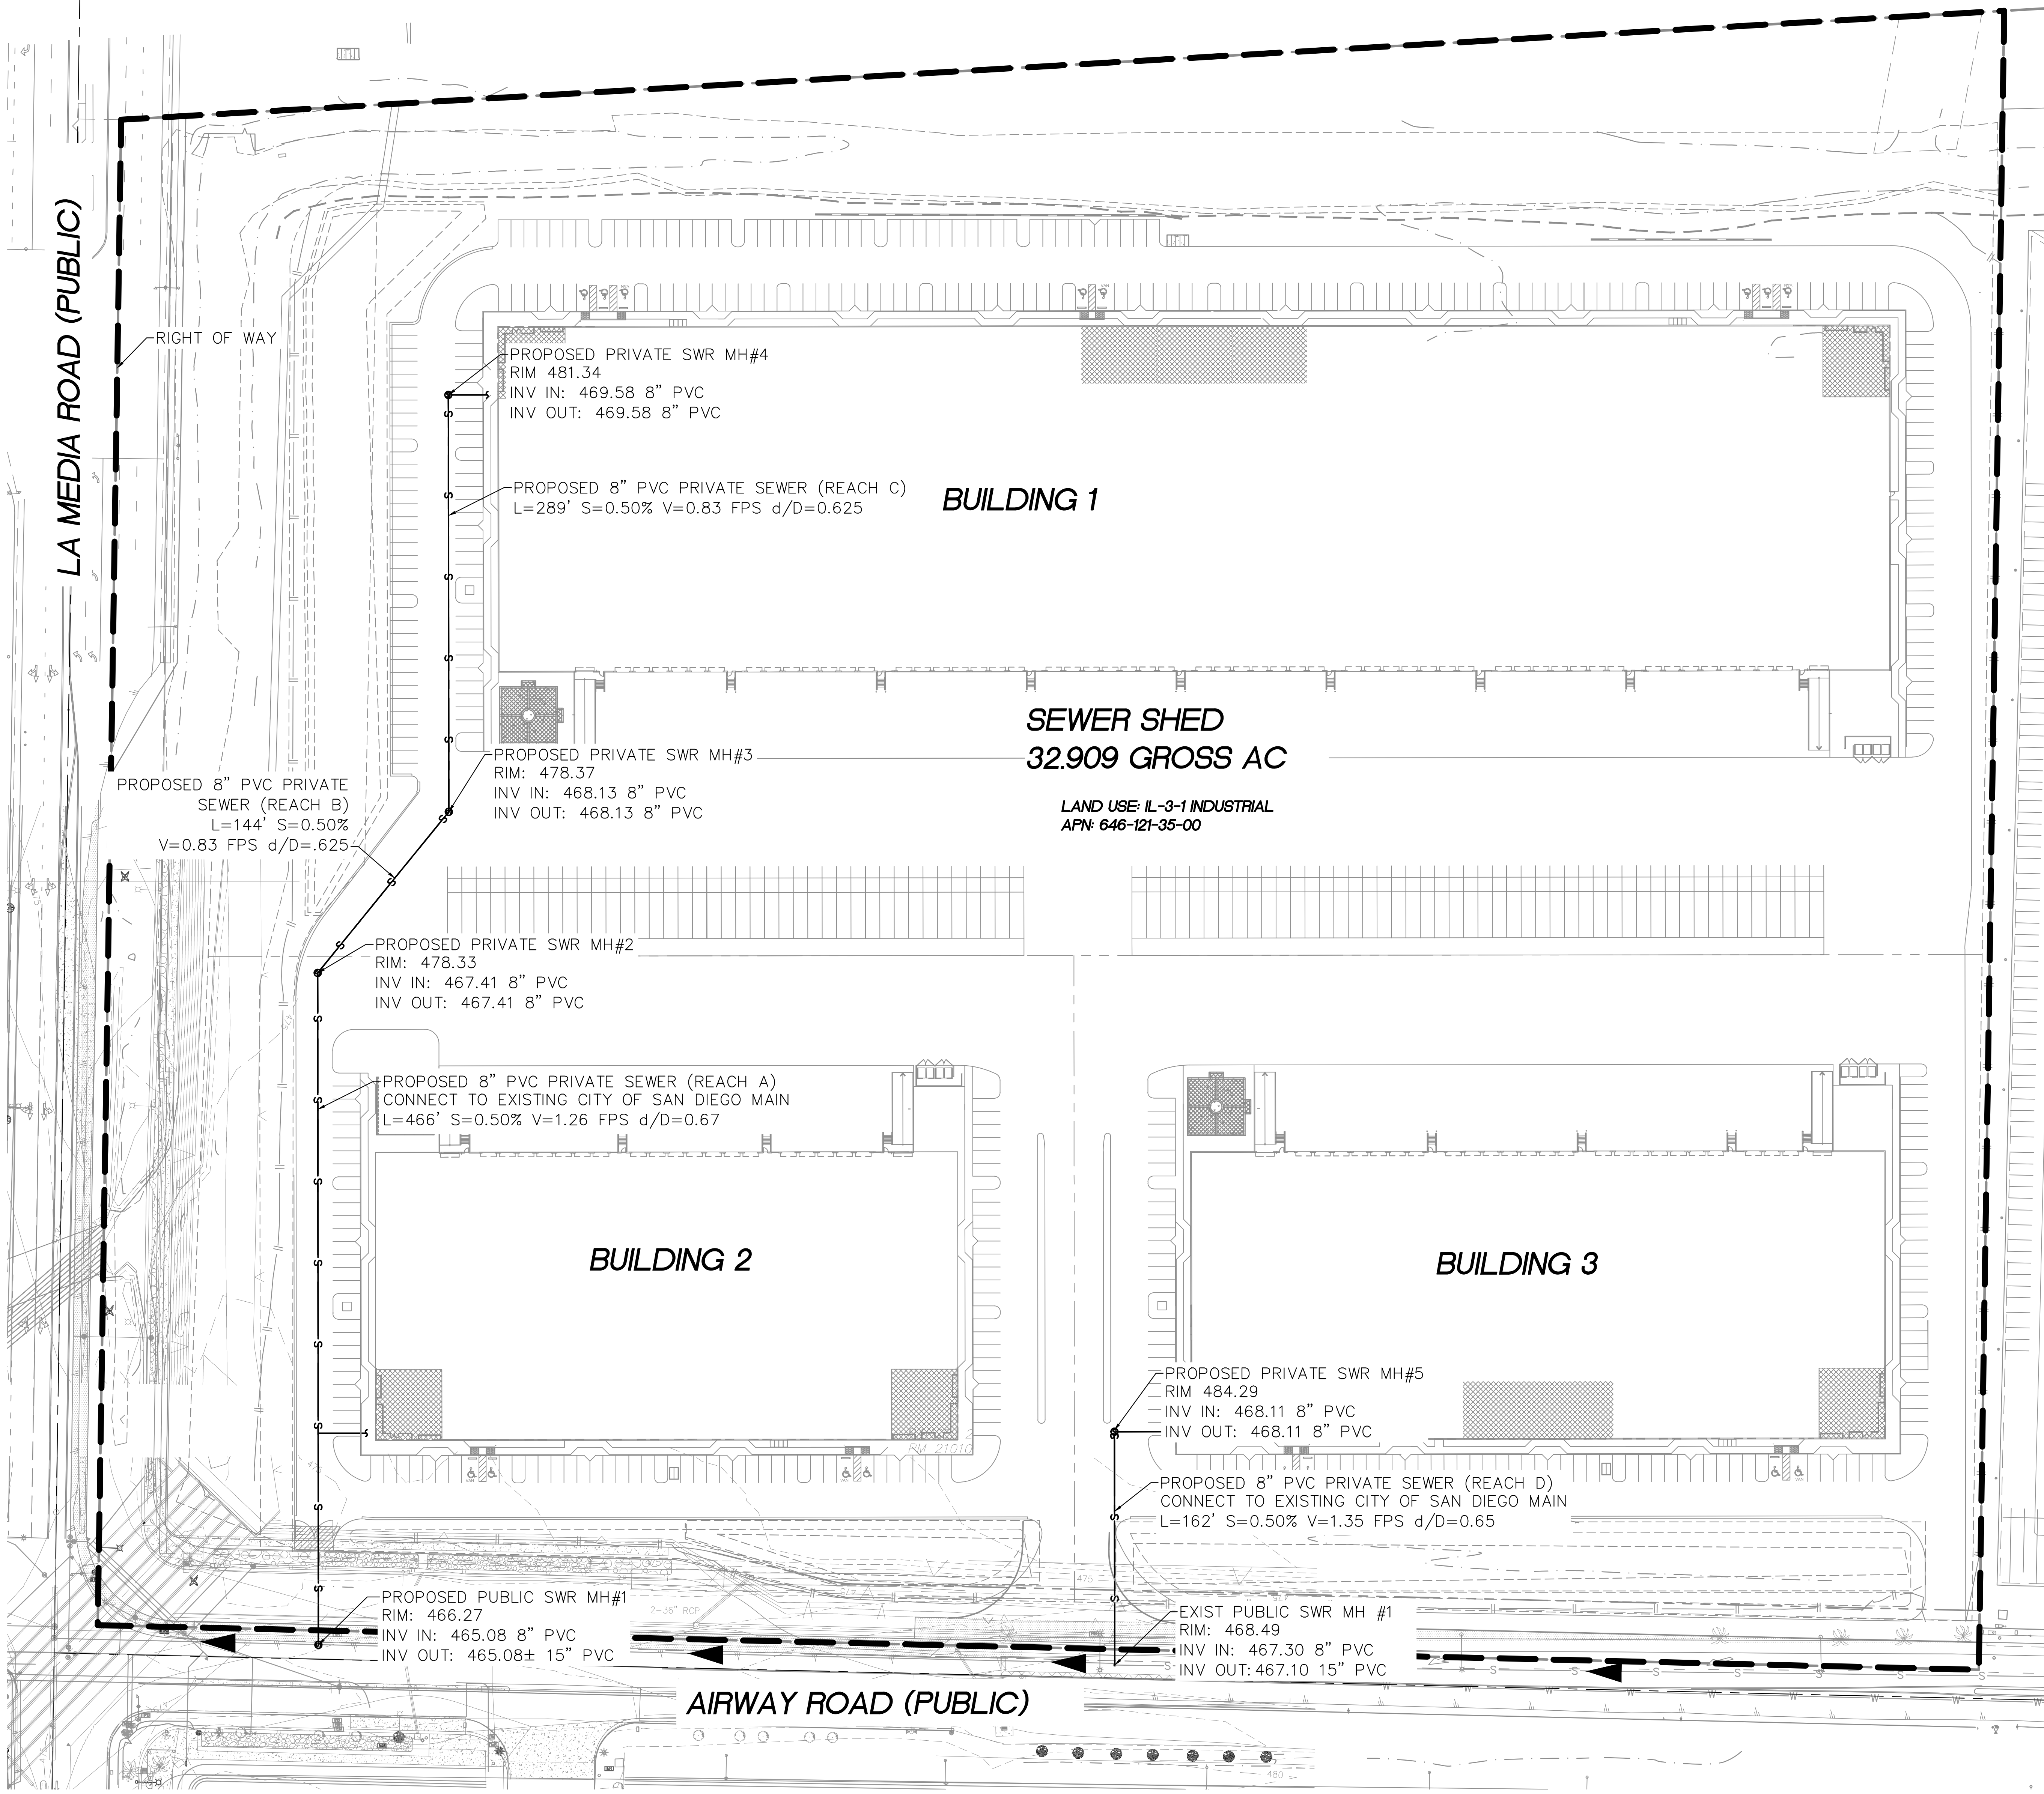 LA MEDIA ROAD (PUBLIC)
RIGHT OF WAY
PROPOSED PRIVATE SWR MH#4
RIM 481.34
INV IN: 469.58 8" PVC
INV OUT: 469.58 8" PVC
PROPOSED 8" PVC PRIVATE SEWER (REACH C)
L=289' S=0.50% V=0.83 FPS d/D=0.625
BUILDING 1
SEWER SHED
32.909 GROSS AC
LAND USE: IL-3-1 INDUSTRIAL
APN: 646-121-35-00
PROPOSED PRIVATE SWR MH#3
RIM: 478.37
INV IN: 468.13 8" PVC
INV OUT: 468.13 8" PVC
PROPOSED 8" PVC PRIVATE
SEWER (REACH B)
L=144' S=0.50%
V=0.83 FPS d/D=.625
PROPOSED PRIVATE SWR MH#2
RIM: 478.33
INV IN: 467.41 8" PVC
INV OUT: 467.41 8" PVC
PROPOSED 8" PVC PRIVATE SEWER (REACH A)
CONNECT TO EXISTING CITY OF SAN DIEGO MAIN
L=466' S=0.50% V=1.26 FPS d/D=0.67
BUILDING 2
BUILDING 3
2
RM 21010
PROPOSED PRIVATE SWR MH#5
RIM 484.29
INV IN: 468.11 8" PVC
INV OUT: 468.11 8" PVC
PROPOSED 8" PVC PRIVATE SEWER (REACH D)
CONNECT TO EXISTING CITY OF SAN DIEGO MAIN
L=162' S=0.50% V=1.35 FPS d/D=0.65
475
2-36" RCP
PROPOSED PUBLIC SWR MH#1
RIM: 466.27
INV IN: 465.08 8" PVC
INV OUT: 465.08± 15" PVC
EXIST PUBLIC SWR MH #1
RIM: 468.49
INV IN: 467.30 8" PVC
INV OUT: 467.10 15" PVC
AIRWAY ROAD (PUBLIC)
480